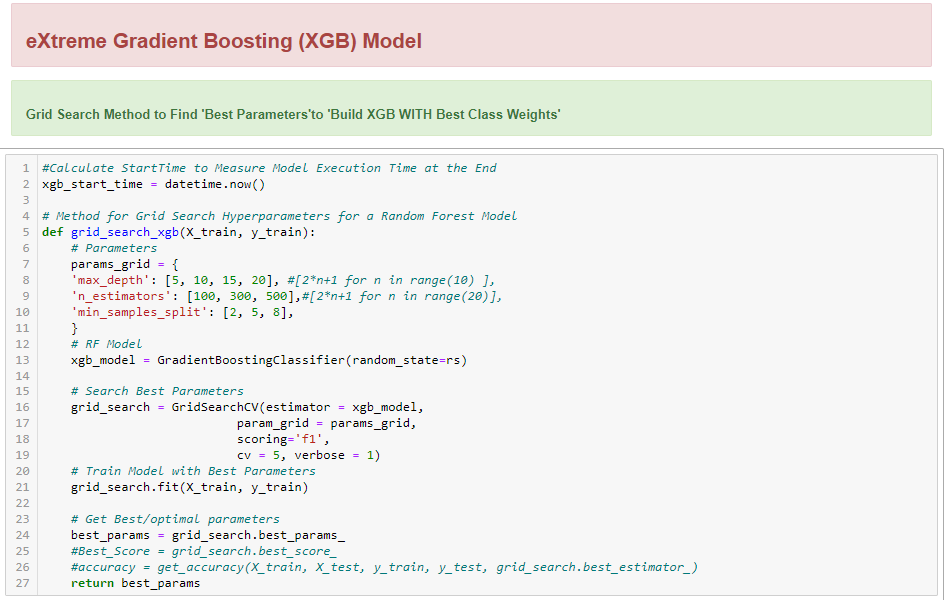 eXtreme Gradient Boosting (XGB) Model
Grid Search Method to Find 'Best Parameters'to 'Build XGB WITH Best Class Weights'
1 #Calculate StartTime to Measure Model Execution Time at the End
2 xgb_start_time = datetime.now()
3
4 # Method for Grid Search Hyperparameters for a Random Forest Model
5 def grid_search_xgb(X_train, y_train):
6     # Parameters
7     params_grid = {
8     'max_depth': [5, 10, 15, 20], #[2*n+1 for n in range(10) ],
9     'n_estimators': [100, 300, 500],#[2*n+1 for n in range(20)],
10     'min_samples_split': [2, 5, 8],
11     }
12     # RF Model
13     xgb_model = GradientBoostingClassifier(random_state=rs)
14
15     # Search Best Parameters
16     grid_search = GridSearchCV(estimator = xgb_model,
17                            param_grid = params_grid,
18                            scoring='f1',
19                            cv = 5, verbose = 1)
20     # Train Model with Best Parameters
21     grid_search.fit(X_train, y_train)
22
23     # Get Best/optimal parameters
24     best_params = grid_search.best_params_
25     #Best_Score = grid_search.best_score_
26     #accuracy = get_accuracy(X_train, X_test, y_train, y_test, grid_search.best_estimator_)
27     return best_params